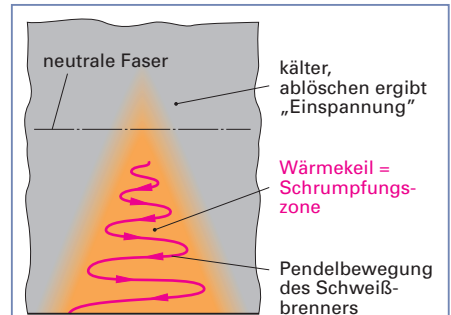 neutrale Faser
kälter,
ablöschen ergibt
„Einspannung”
Wärmekeil =
Schrumpfungs-
zone
Pendelbewegung
des Schweiß-
brenners